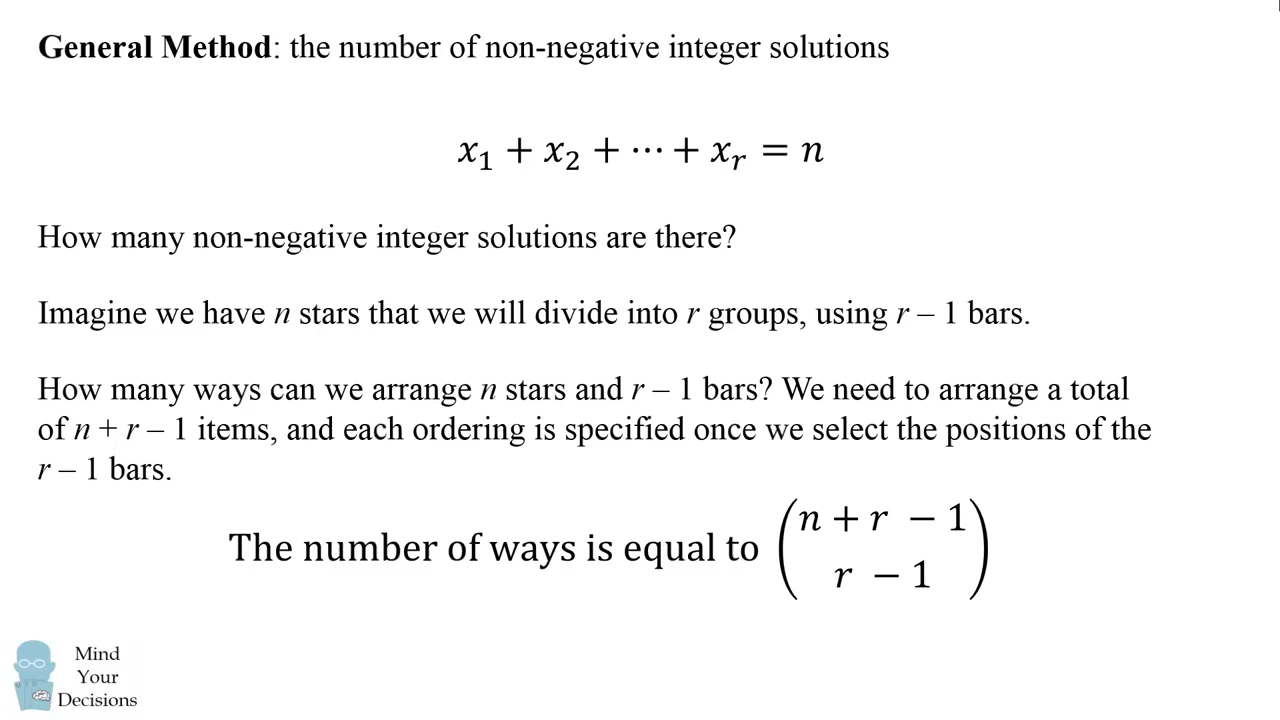 General Method: the number of non-negative integer solutions
x₁ + x₂ + ⋯ + xᵣ = n
How many non-negative integer solutions are there?
Imagine we have n stars that we will divide into r groups, using r – 1 bars.
How many ways can we arrange n stars and r – 1 bars? We need to arrange a total
of n + r – 1 items, and each ordering is specified once we select the positions of the
r – 1 bars.
The number of ways is equal to (n + r − 1
r − 1)
Mind
Your
Decisions